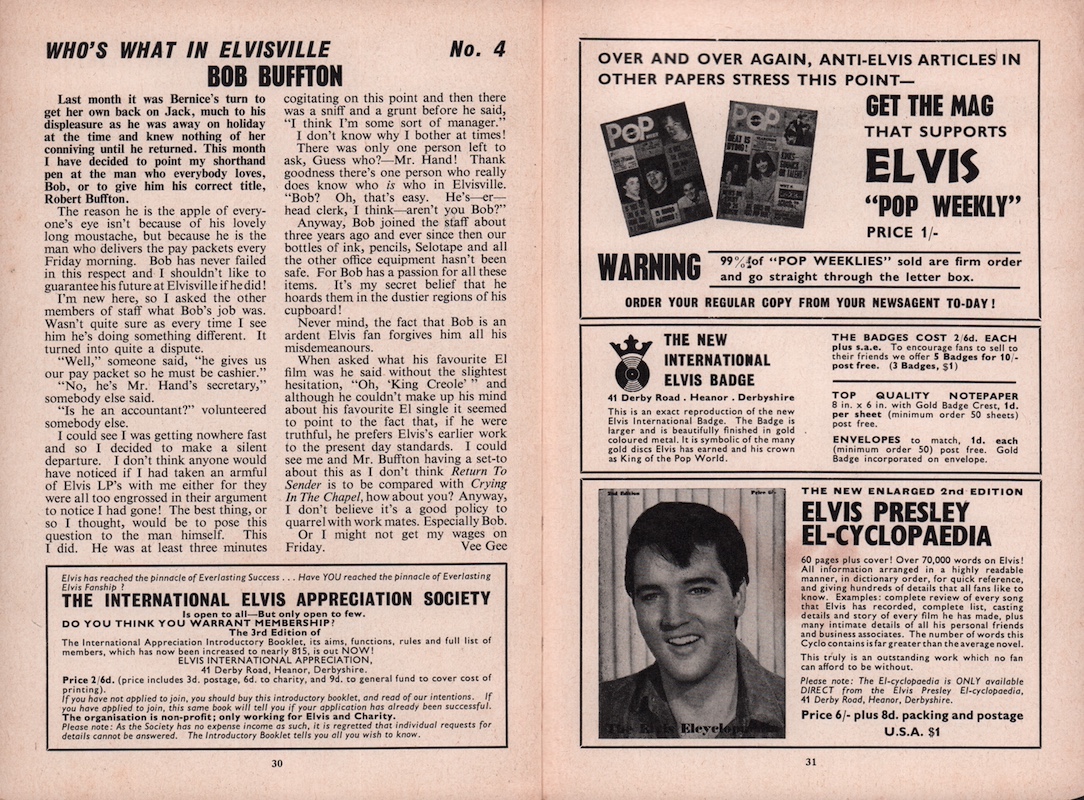 WHO'S WHAT IN ELVISVILLE No. 4
BOB BUFFTON
Last month it was Bernice's turn to
get her own back on Jack, much to his
displeasure as he was away on holiday
at the time and knew nothing of her
conniving until he returned. This month
I have decided to point my shorthand
pen at the man who everybody loves,
Bob, or to give him his correct title,
Robert Buffton.
The reason he is the apple of every-
one's eye isn't because of his lovely
long moustache, but because he is the
man who delivers the pay packets every
Friday morning. Bob has never failed
in this respect and I shouldn't like to
guarantee his future at Elvisville if he did!
I'm new here, so I asked the other
members of staff what Bob's job was.
Wasn't quite sure as every time I see
him he's doing something different. It
turned into quite a dispute.
"Well," someone said, "he gives us
our pay packet so he must be cashier."
"No, he's Mr. Hand's secretary,"
somebody else said.
"Is he an accountant?" volunteered
somebody else.
I could see I was getting nowhere fast
and so I decided to make a silent
departure. I don't think anyone would
have noticed if I had taken an armful
of Elvis LP's with me either for they
were all too engrossed in their argument
to notice I had gone! The best thing, or
so I thought, would be to pose this
question to the man himself. This
I did. He was at least three minutes
cogitating on this point and then there
was a sniff and a grunt before he said,
"I think I'm some sort of manager."
I don't know why I bother at times!
There was only one person left to
ask, Guess who?—Mr. Hand! Thank
goodness there's one person who really
does know who is who in Elvisville.
"Bob? Oh, that's easy. He's—er—
head clerk, I think—aren't you Bob?"
Anyway, Bob joined the staff about
three years ago and ever since then our
bottles of ink, pencils, Selotape and all
the other office equipment hasn't been
safe. For Bob has a passion for all these
items. It's my secret belief that he
hoards them in the dustier regions of his
cupboard!
Never mind, the fact that Bob is an
ardent Elvis fan forgives him all his
misdemeanours.
When asked what his favourite El
film was he said without the slightest
hesitation, "Oh, 'King Creole' " and
although he couldn't make up his mind
about his favourite El single it seemed
to point to the fact that, if he were
truthful, he prefers Elvis's earlier work
to the present day standards. I could
see me and Mr. Buffton having a set-to
about this as I don't think Return To
Sender is to be compared with Crying
In The Chapel, how about you? Anyway,
I don't believe it's a good policy to
quarrel with work mates. Especially Bob.
Or I might not get my wages on
Friday. Vee Gee
Elvis has reached the pinnacle of Everlasting Success . . . Have YOU reached the pinnacle of Everlasting
Elvis Fanship ?
THE INTERNATIONAL ELVIS APPRECIATION SOCIETY
Is open to all—But only open to few.
DO YOU THINK YOU WARRANT MEMBERSHIP?
The 3rd Edition of
The International Appreciation Introductory Booklet, its aims, functions, rules and full list of
members, which has now been increased to nearly 815, is out NOW!
ELVIS INTERNATIONAL APPRECIATION,
41 Derby Road, Heanor, Derbyshire.
Price 2/6d. (price includes 3d. postage, 6d. to charity, and 9d. to general fund to cover cost of
printing).
If you have not applied to join, you should buy this introductory booklet, and read of our intentions. If
you have applied to join, this same book will tell you if your application has already been successful.
The organisation is non-profit; only working for Elvis and Charity.
Please note: As the Society has no expense income as such, it is regretted that individual requests for
details cannot be answered. The Introductory Booklet tells you all you wish to know.
30
OVER AND OVER AGAIN, ANTI-ELVIS ARTICLES IN
OTHER PAPERS STRESS THIS POINT—
POP
POP
GET THE MAG
THAT SUPPORTS
ELVIS
"POP WEEKLY"
PRICE 1/-
WARNING
99¾% of "POP WEEKLIES" sold are firm order
and go straight through the letter box.
ORDER YOUR REGULAR COPY FROM YOUR NEWSAGENT TO-DAY!
THE NEW
INTERNATIONAL
ELVIS BADGE
41 Derby Road . Heanor . Derbyshire
This is an exact reproduction of the new
Elvis International Badge. The Badge is
larger and is beautifully finished in gold
coloured metal. It is symbolic of the many
gold discs Elvis has earned and his crown
as King of the Pop World.
THE BADGES COST 2/6d. EACH
plus s.a.e. To encourage fans to sell to
their friends we offer 5 Badges for 10/-
post free. (3 Badges, $1)
TOP QUALITY NOTEPAPER
8 in. x 6 in. with Gold Badge Crest, 1d.
per sheet (minimum order 50 sheets)
post free.
ENVELOPES to match, 1d. each
(minimum order 50) post free. Gold
Badge incorporated on envelope.
2nd Edition Price 6/-
The Elvis Elcyclopaedia
THE NEW ENLARGED 2nd EDITION
ELVIS PRESLEY
EL-CYCLOPAEDIA
60 pages plus cover! Over 70,000 words on Elvis!
All information arranged in a highly readable
manner, in dictionary order, for quick reference,
and giving hundreds of details that all fans like to
know. Examples: complete review of every song
that Elvis has recorded, complete list, casting
details and story of every film he has made, plus
many intimate details of all his personal friends
and business associates. The number of words this
Cyclo contains is far greater than the average novel.
This truly is an outstanding work which no fan
can afford to be without.
Please note: The El-cyclopaedia is ONLY available
DIRECT from the Elvis Presley El-cyclopaedia,
41 Derby Road, Heanor, Derbyshire.
Price 6/- plus 8d. packing and postage
U.S.A. $1
31